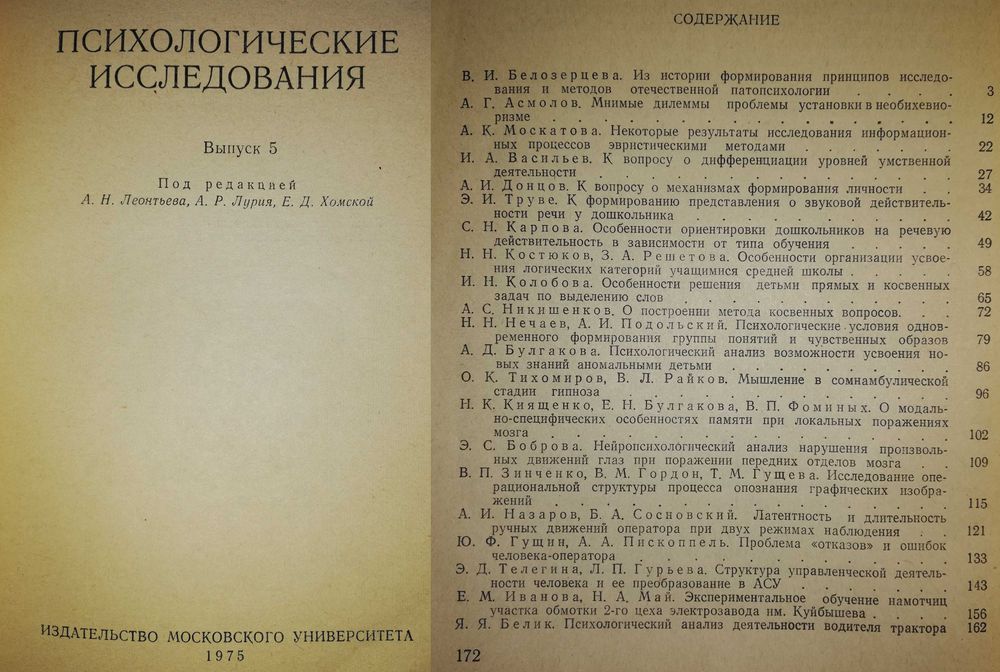 ПСИХОЛОГИЧЕСКИЕ
ИССЛЕДОВАНИЯ
Выпуск 5
Под редакцией
А. Н. Леонтьева, А. Р. Лурия, Е. Д. Хомской
ИЗДАТЕЛЬСТВО МОСКОВСКОГО УНИВЕРСИТЕТА
1975
СОДЕРЖАНИЕ
В. И. Белозерцева. Из истории формирования принципов исследо-
вания и методов отечественной патопсихологии . . . . 3
А. Г. Асмолов. Мнимые дилеммы проблемы установки в необихевио-
ризме . . . . . . . . . . . . . . 12
А. К. Москатова. Некоторые результаты исследования информацион-
ных процессов эвристическими методами . . . . . . 22
И. А. Васильев. К вопросу о дифференциации уровней умственной
деятельности . . . . . . . . . . . . 27
А. И. Донцов. К вопросу о механизмах формирования личности . . 34
Э. И. Труве. К формированию представления о звуковой действитель-
ности речи у дошкольника . . . . . . . . . 42
С. Н. Карпова. Особенности ориентировки дошкольников на речевую
действительность в зависимости от типа обучения . . . . 49
Н. Н. Костюков, З. А. Решетова. Особенности организации усвое-
ния логических категорий учащимися средней школы . . . . 58
И. Н. Колобова. Особенности решения детьми прямых и косвенных
задач по выделению слов . . . . . . . . . 65
А. С. Никишенков. О построении метода косвенных вопросов. . . 72
Н. Н. Нечаев, А. И. Подольский. Психологические условия однов-
ременного формирования группы понятий и чувственных образов 79
А. Д. Булгакова. Психологический анализ возможности усвоения но-
вых знаний аномальными детьми . . . . . . . 86
О. К. Тихомиров, В. Л. Райков. Мышление в сомнамбулической
стадии гипноза . . . . . . . . . . . 96
Н. К. Киященко, Е. Н. Булгакова, В. П. Фоминых. О модаль-
но-специфических особенностях памяти при локальных поражениях
мозга . . . . . . . . . . . . . . 102
Э. С. Боброва. Нейропсихологический анализ нарушения произволь-
ных движений глаз при поражении передних отделов мозга . . 109
В. П. Зинченко, В. М. Гордон, Т. М. Гущева. Исследование опе-
рациональной структуры процесса опознания графических изобра-
жений . . . . . . . . . . . . . . 115
А. И. Назаров, Б. А. Сосновский. Латентность и длительность
ручных движений оператора при двух режимах наблюдения . . 121
Ю. Ф. Гущин, А. А. Пископпель. Проблема «отказов» и ошибок
человека-оператора . . . . . . . . . . . 133
Э. Д. Телегина, Л. П. Гурьева. Структура управленческой деятель-
ности человека и ее преобразование в АСУ . . . . . . 143
Е. М. Иванова, Н. А. Май. Экспериментальное обучение намотчиц
участка обмотки 2-го цеха электрозавода им. Куйбышева . . . . 156
Я. Я. Белик. Психологический анализ деятельности водителя трактора 162
172